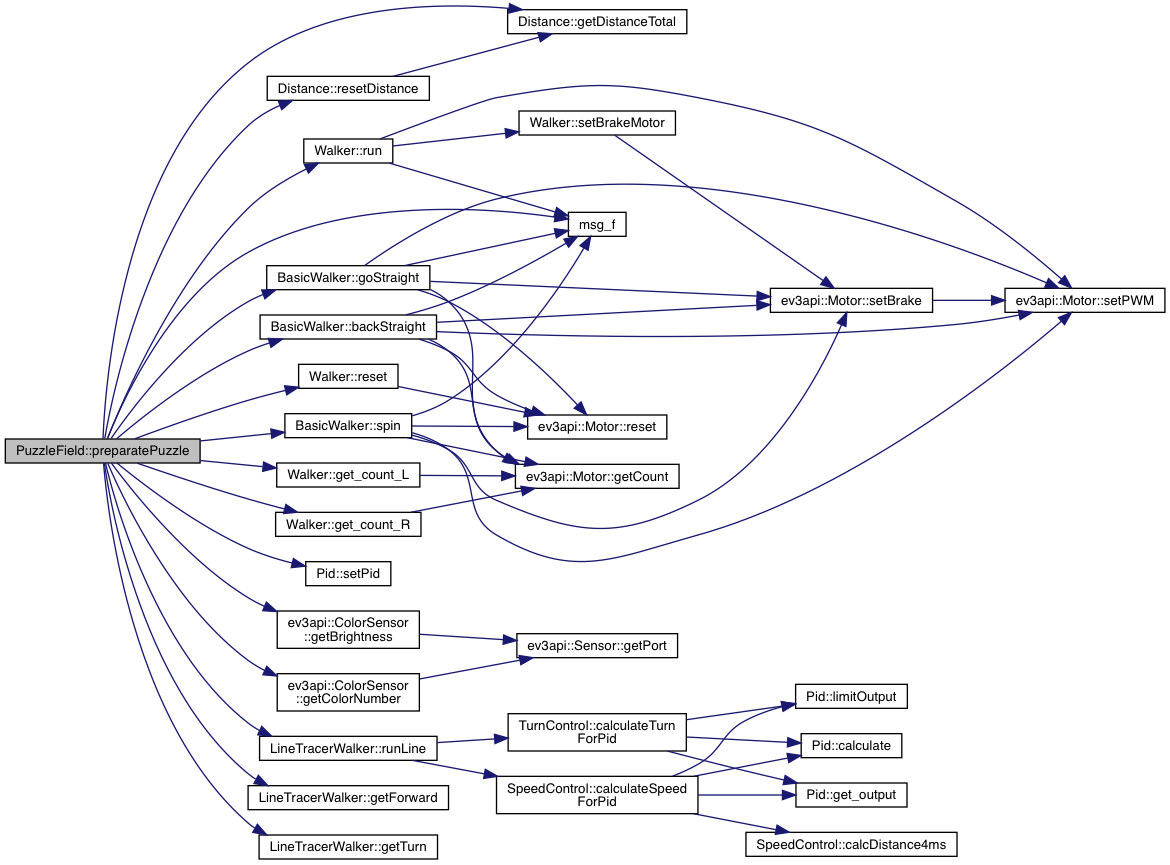 Distance::getDistanceTotal
Distance::resetDistance
Walker::setBrakeMotor
Walker::run
msg_f
BasicWalker::goStraight
ev3api::Motor::setBrake
ev3api::Motor::setPWM
BasicWalker::backStraight
Walker::reset
BasicWalker::spin
ev3api::Motor::reset
PuzzleField::preparatePuzzle
Walker::get_count_L
ev3api::Motor::getCount
Walker::get_count_R
Pid::setPid
ev3api::ColorSensor
::getBrightness
ev3api::Sensor::getPort
ev3api::ColorSensor
::getColorNumber
Pid::limitOutput
TurnControl::calculateTurn
ForPid
LineTracerWalker::runLine
Pid::calculate
SpeedControl::calculateSpeed
ForPid
LineTracerWalker::getForward
Pid::get_output
LineTracerWalker::getTurn
SpeedControl::calcDistance4ms